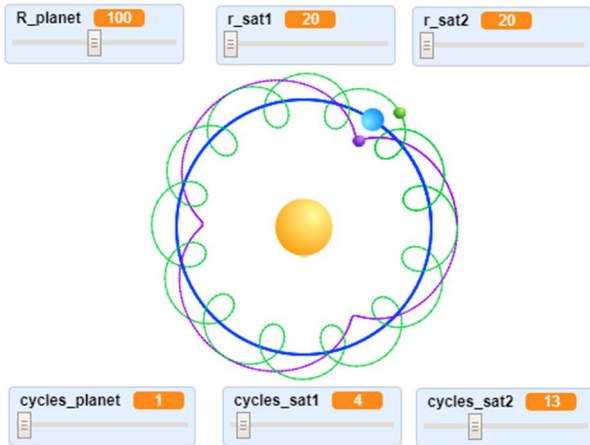 R_planet 100
r_sat1 20
r_sat2 20
cycles_planet 1
cycles_sat1 4
cycles_sat2 13